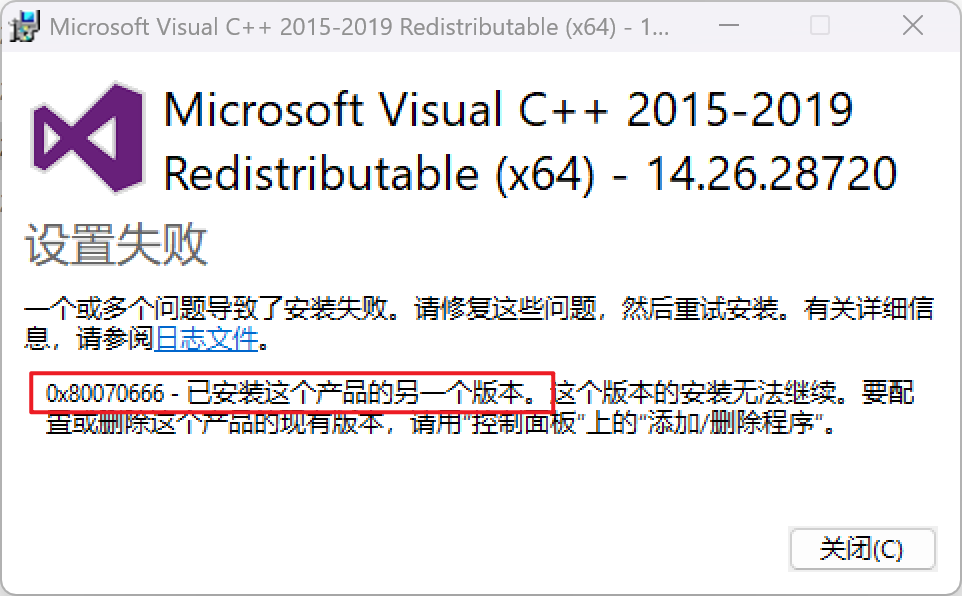 Microsoft Visual C++ 2015-2019 Redistributable (x64) - 1...
Microsoft Visual C++ 2015-2019
Redistributable (x64) - 14.26.28720
设置失败
一个或多个问题导致了安装失败。请修复这些问题，然后重试安装。有关详细信
息，请参阅日志文件。
0x80070666 - 已安装这个产品的另一个版本。这个版本的安装无法继续。要配
置或删除这个产品的现有版本，请用“控制面板”上的“添加/删除程序”。
关闭(C)